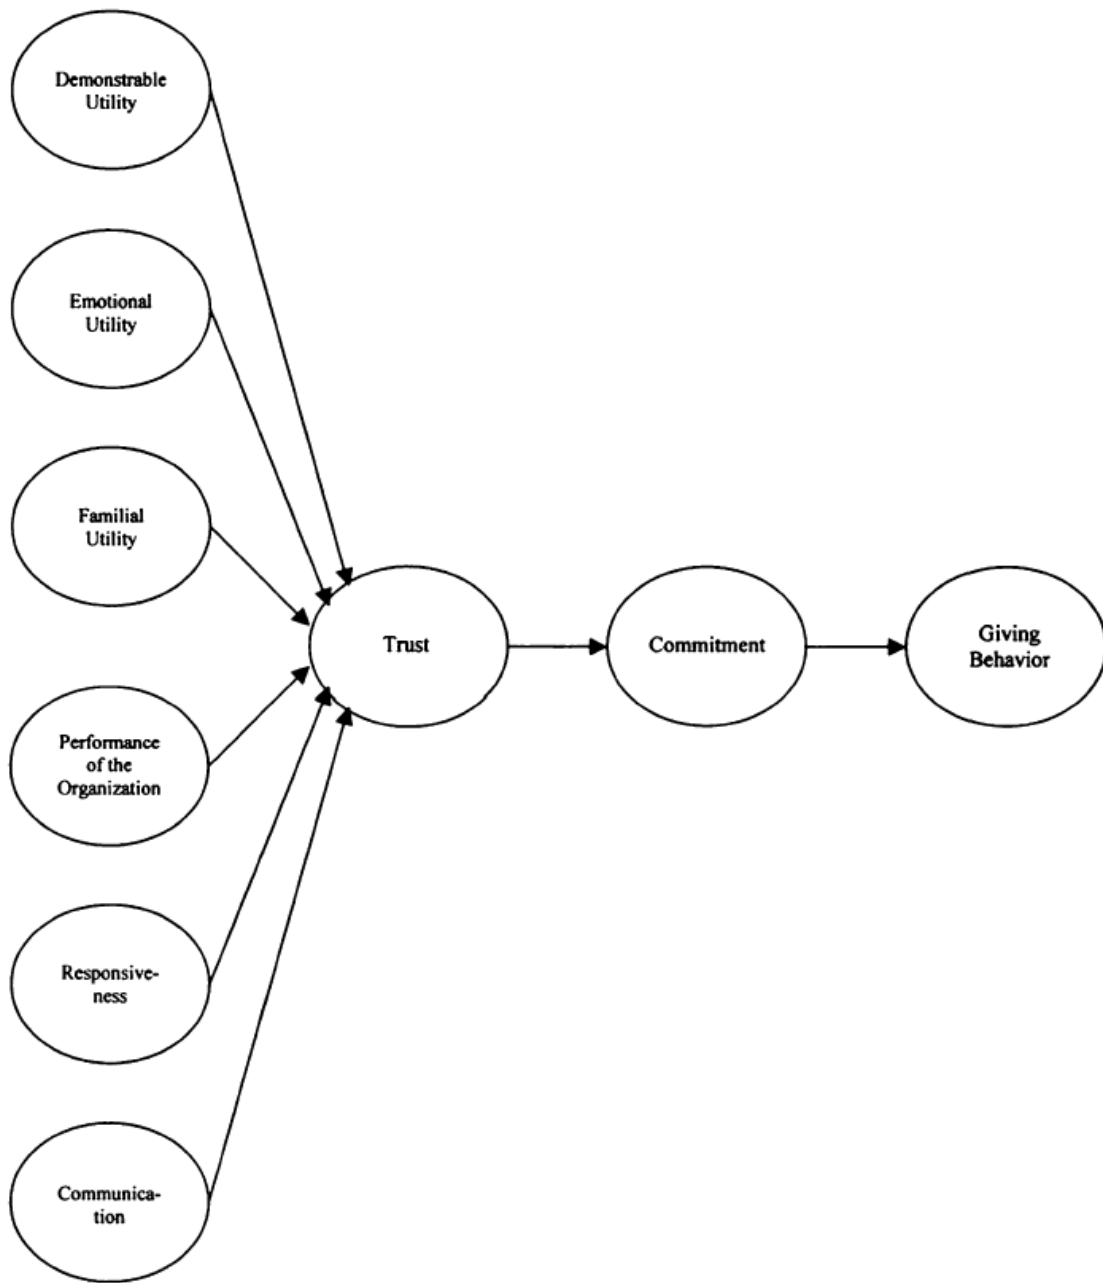 Demonstrable
Utility
Emotional
Utility
Familial
Utility
Trust
Commitment
Giving
Behavior
Performance
of the
Organization
Responsive-
ness
Communica-
tion